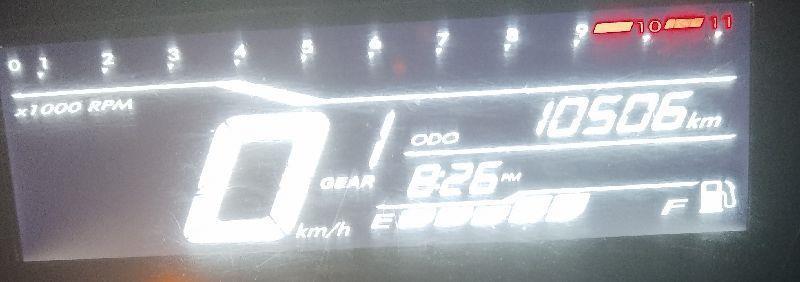 0 1 2 3 4 5 6 7 8 9 10 11
x1000 RPM
0 km/h
GEAR 1
ODO 10506 km
8:26 PM
E F